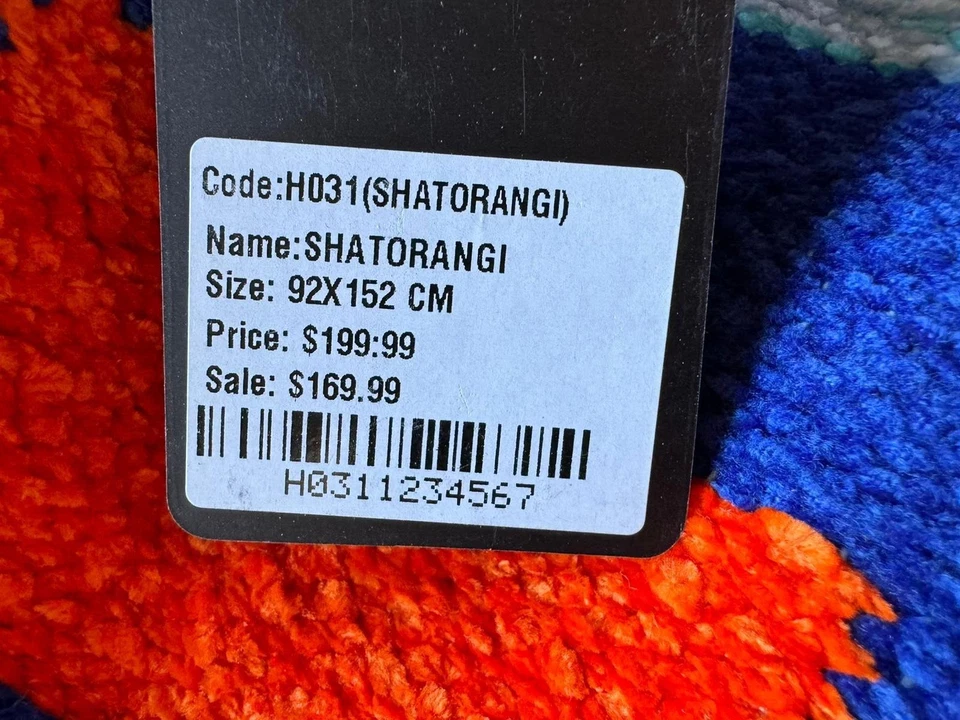 Code:H031(SHATORANGI)
Name:SHATORANGI
Size: 92X152 CM
Price: $199:99
Sale: $169.99
H0311234567